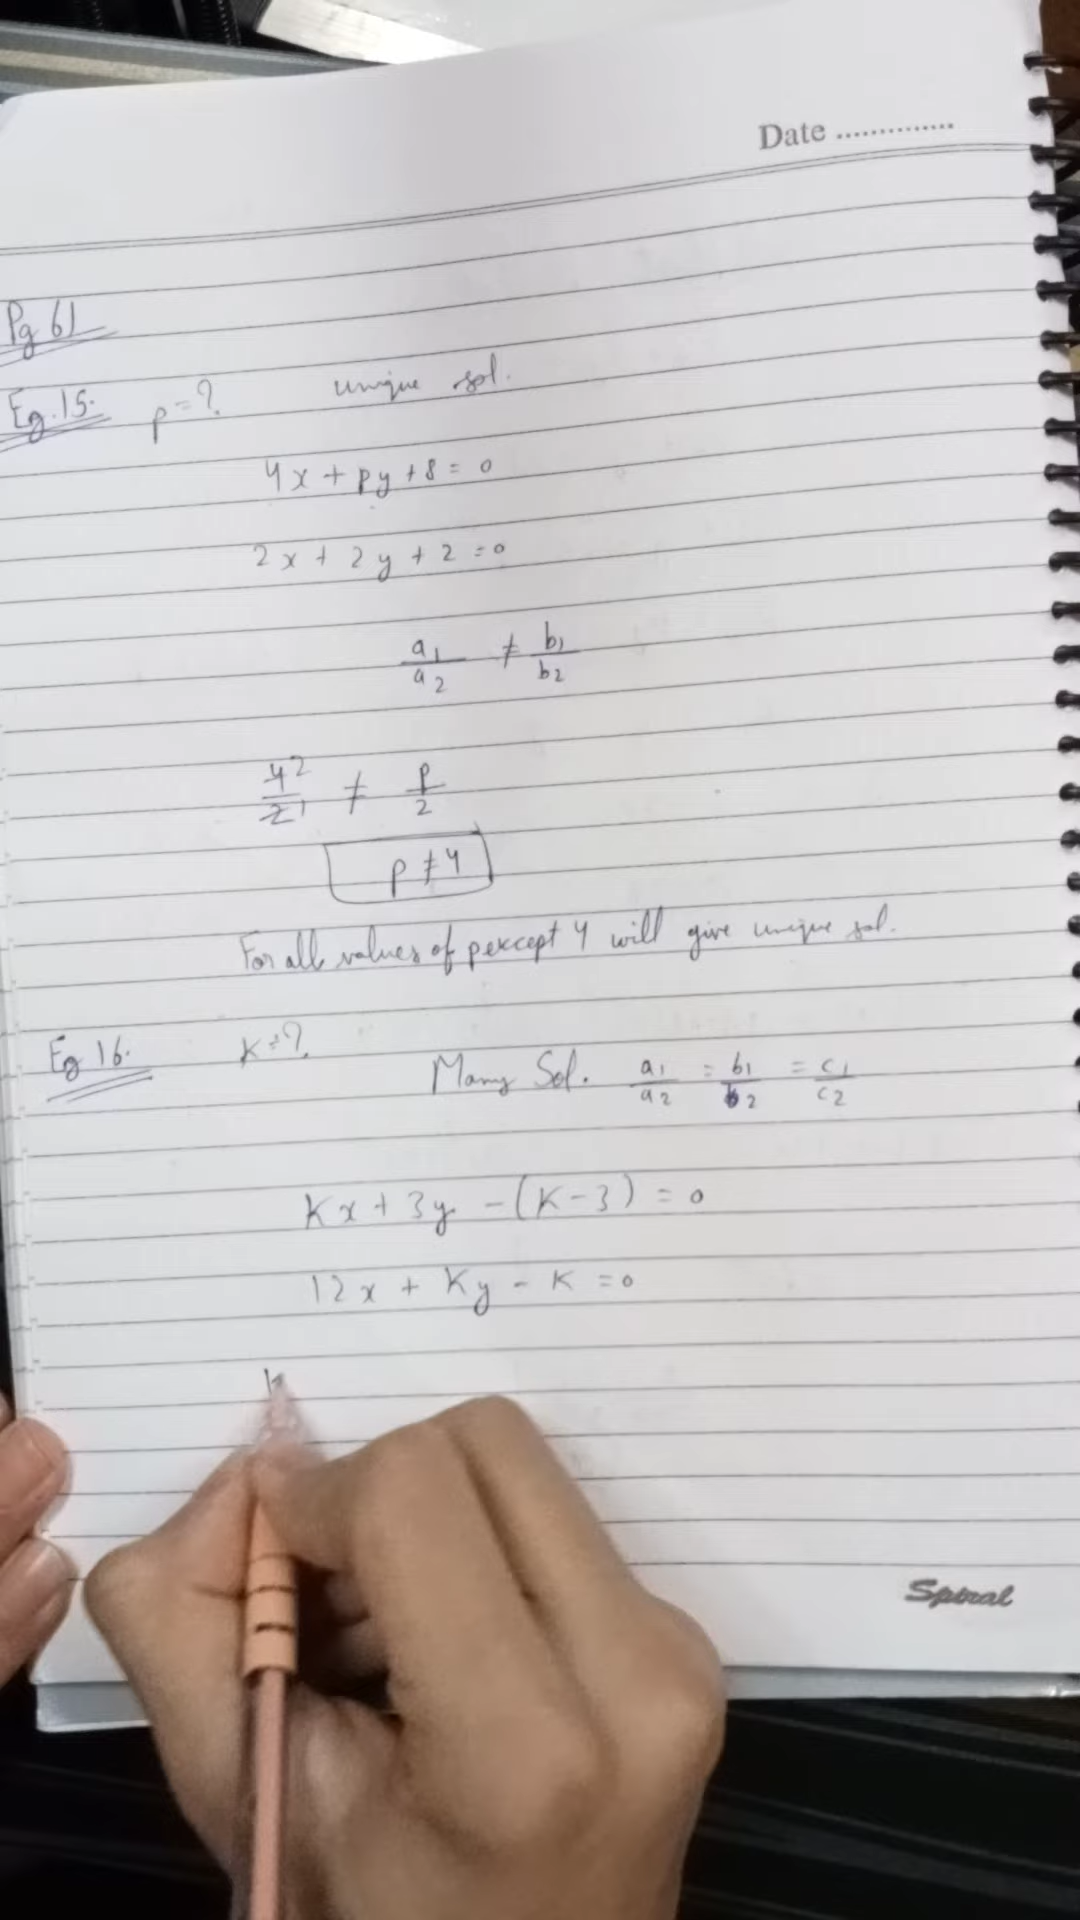 Date ..............
Pg 61
Eg.15. p=? unique sol.
4x + py + 8 = 0
2x + 2y + 2 = 0
a1/a2 ≠ b1/b2
4²/2¹ ≠ p/2
p ≠ 4
For all values of p except 4 will give unique sol.
Eg 16. K=? Many Sol. a1/a2 = b1/b2 = c1/c2
Kx + 3y - (K-3) = 0
12x + Ky - K = 0
Spiral